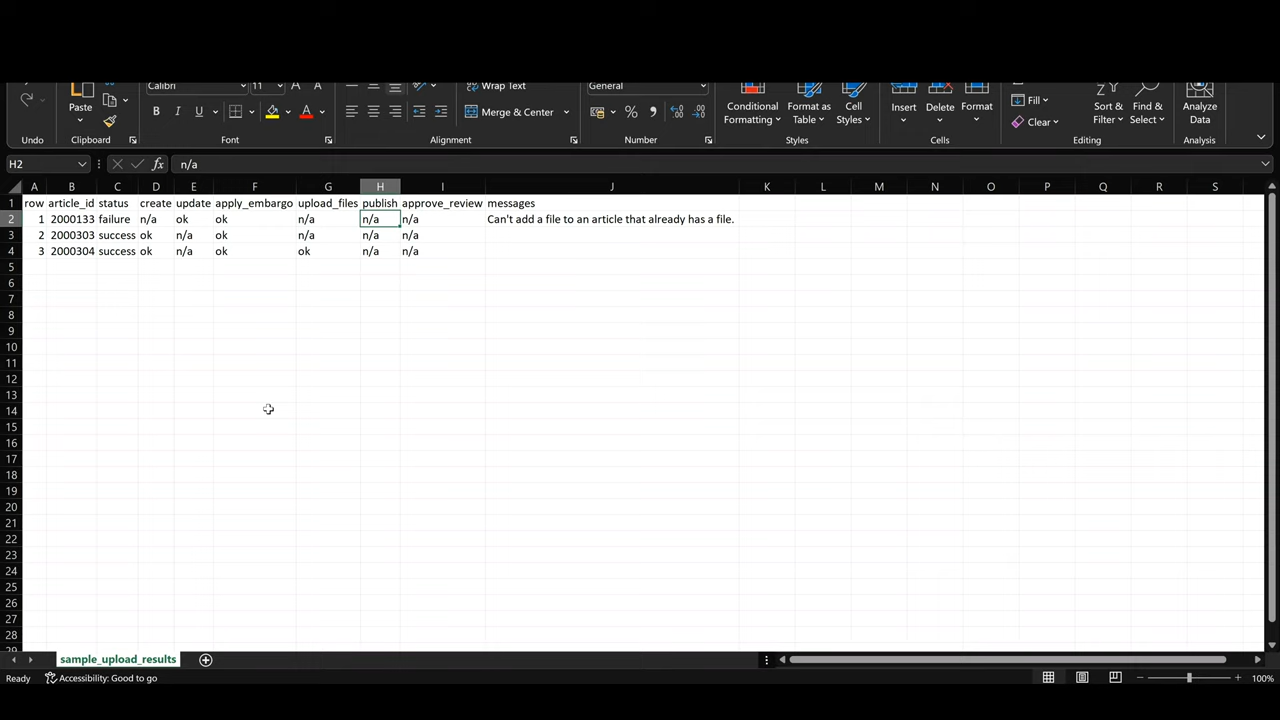 Calibri 11 A A Wrap Text General
Paste B I U A Merge & Center % Conditional Formatting Format as Table Cell Styles Insert Delete Format Fill Clear Sort & Filter Find & Select Analyze Data
Undo Clipboard Font Alignment Number Styles Cells Editing Analysis
H2 fx n/a
A B C D E F G H I J K L M N O P Q R S
1 row article_id status create update apply_embargo upload_files publish approve_review messages
2 1 2000133 failure n/a ok ok n/a n/a n/a Can't add a file to an article that already has a file.
3 2 2000303 success ok n/a ok n/a n/a n/a
4 3 2000304 success ok n/a ok ok n/a n/a
5
6
7
8
9
10
11
12
13
14
15
16
17
18
19
20
21
22
23
24
25
26
27
28
29
sample_upload_results
Ready Accessibility: Good to go 100%